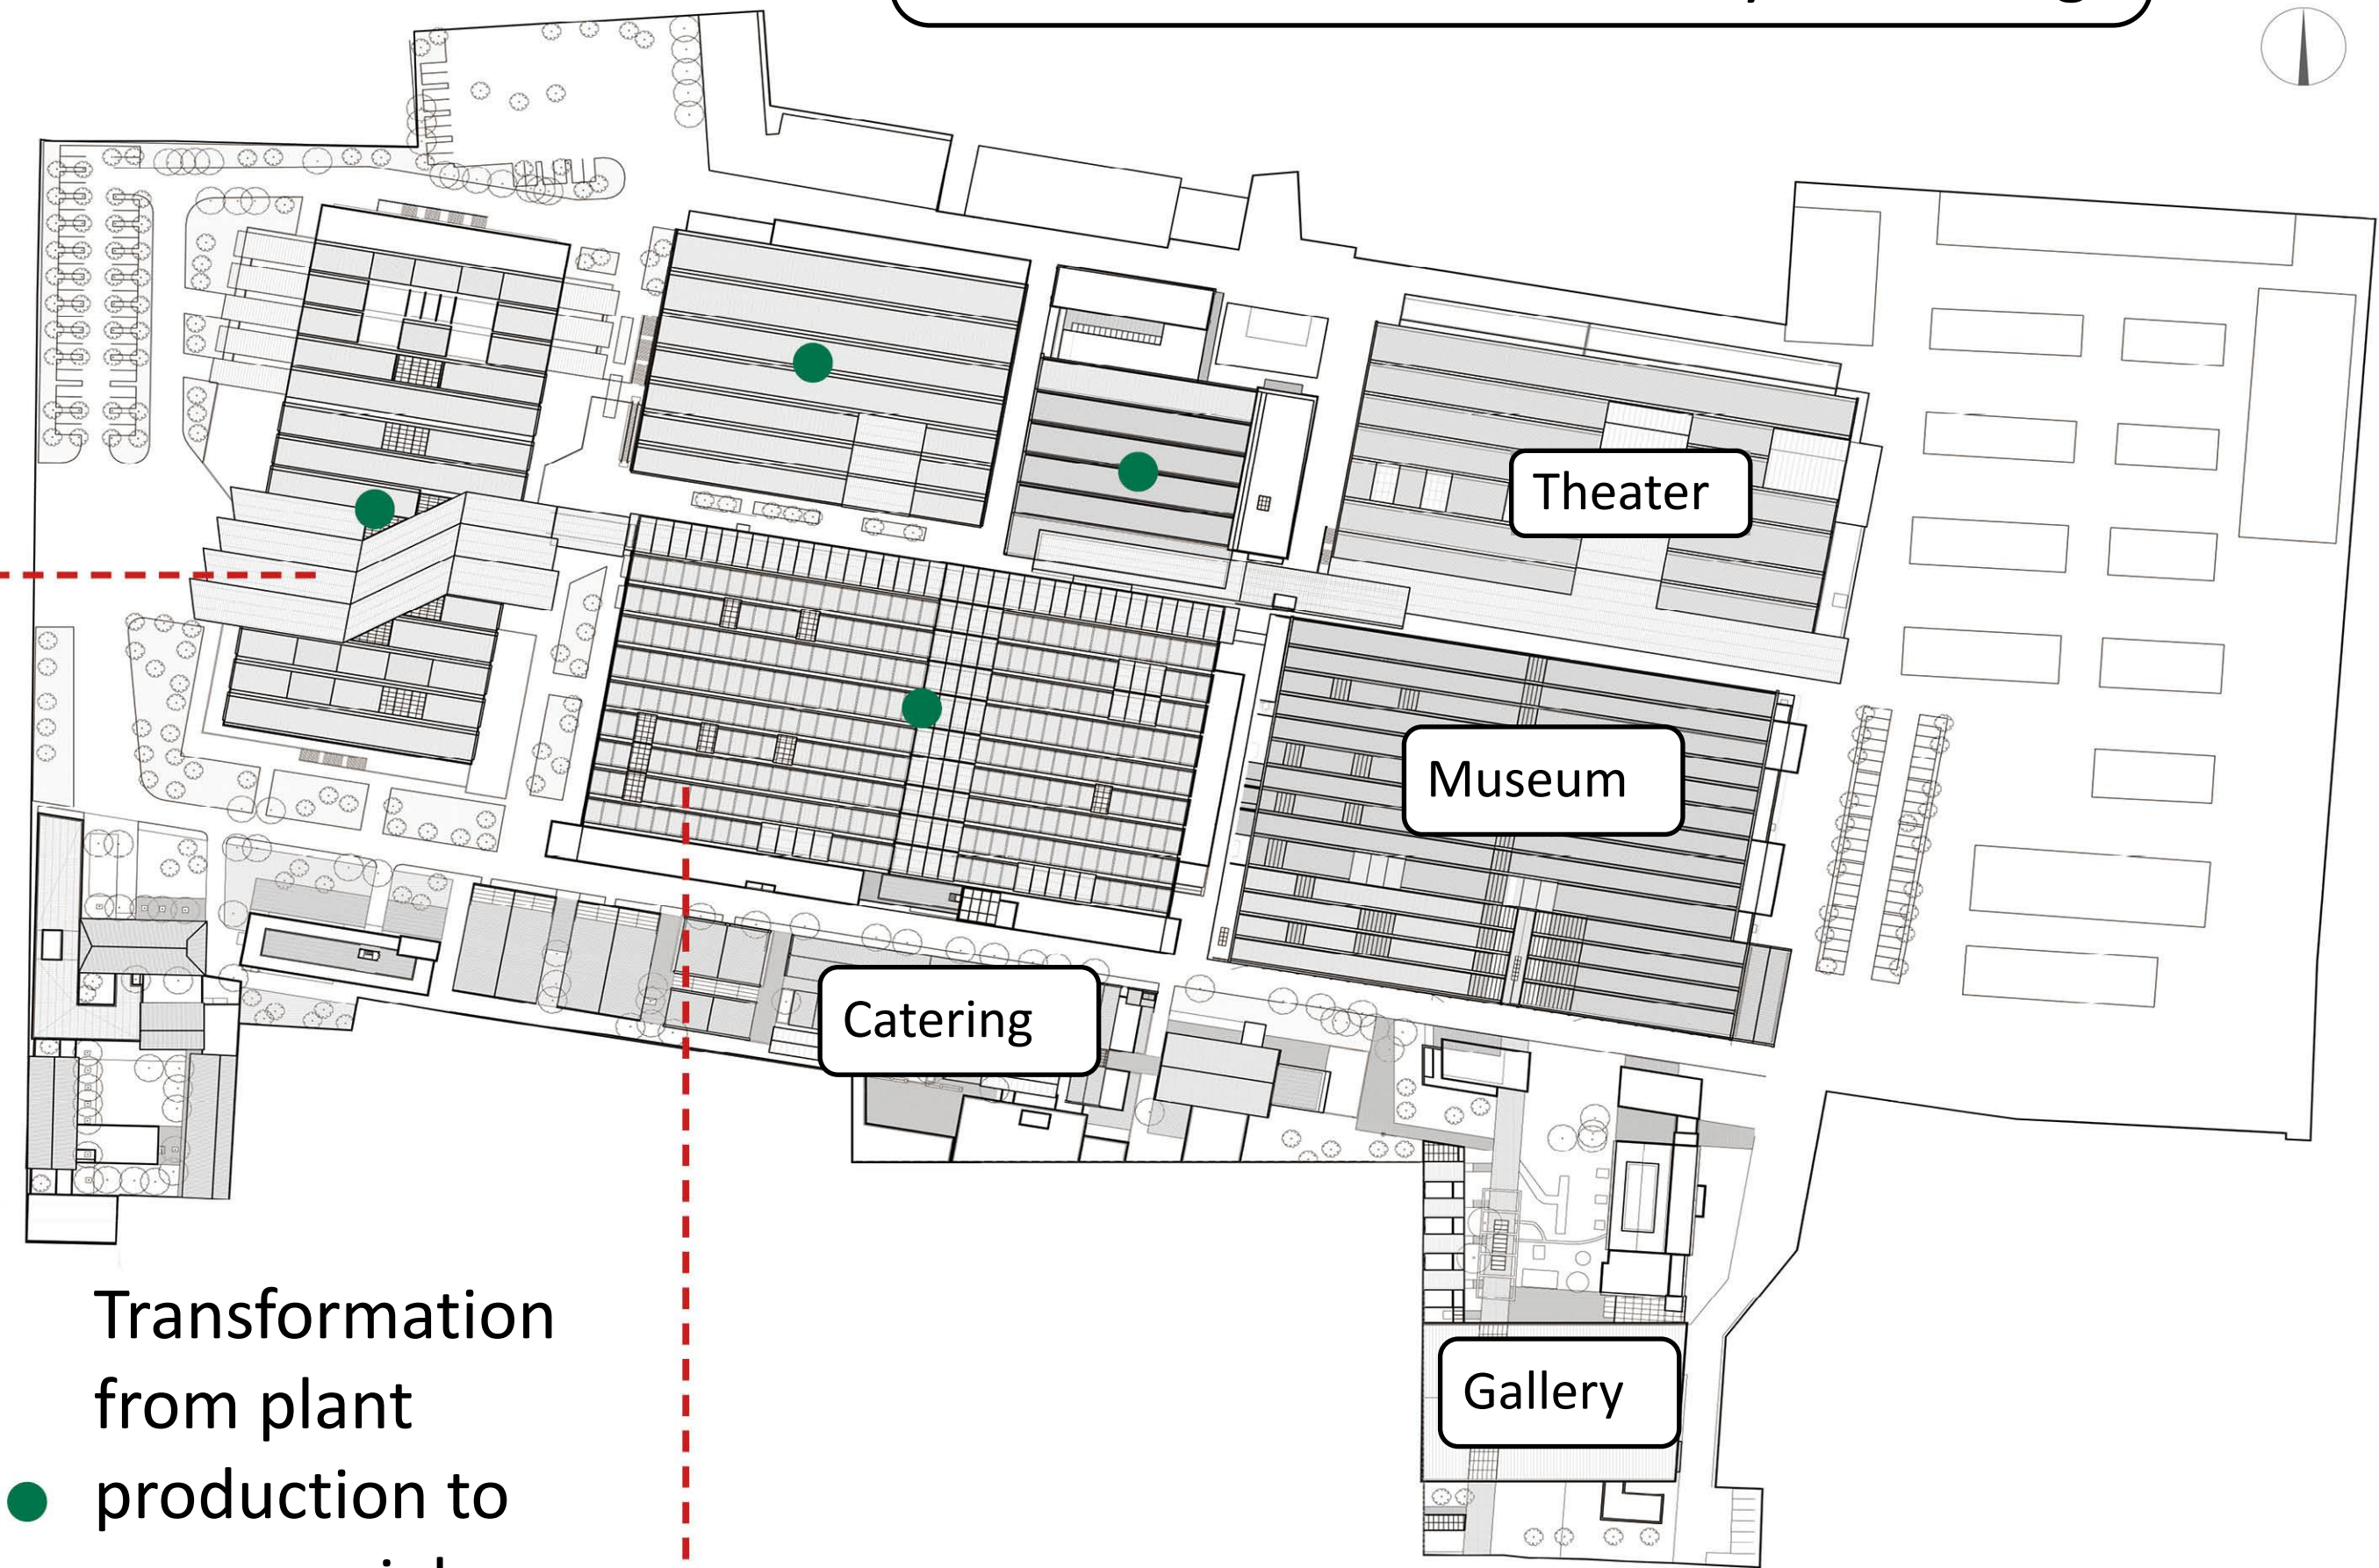 Theater
Museum
Catering
Gallery
Transformation
from plant
production to